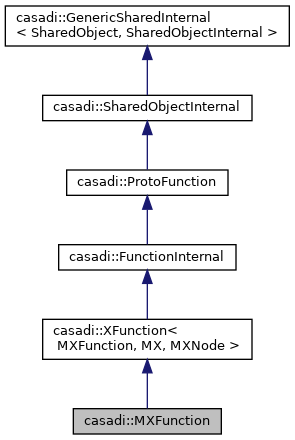 casadi::GenericSharedInternal
< SharedObject, SharedObjectInternal >
casadi::SharedObjectInternal
casadi::ProtoFunction
casadi::FunctionInternal
casadi::XFunction<
MXFunction, MX, MXNode >
casadi::MXFunction